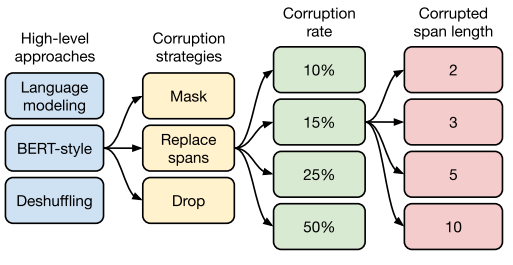 High-level
approaches
Language
modeling
BERT-style
Deshuffling
Corruption
strategies
Mask
Replace
spans
Drop
Corruption
rate
10%
15%
25%
50%
Corrupted
span length
2
3
5
10